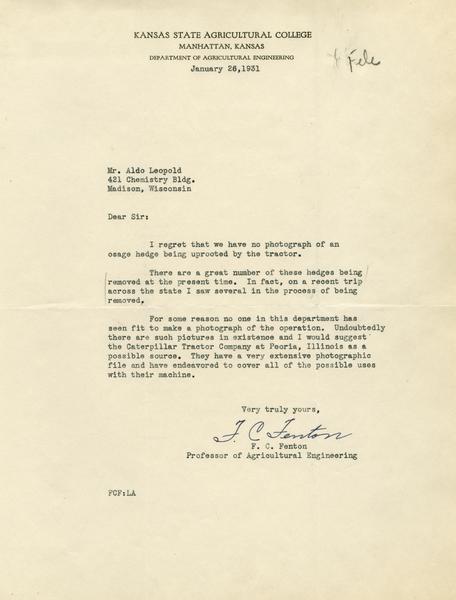 KANSAS STATE AGRICULTURAL COLLEGE
MANHATTAN, KANSAS
DEPARTMENT OF AGRICULTURAL ENGINEERING
January 26,1931
File
Mr. Aldo Leopold
421 Chemistry Bldg.
Madison, Wisconsin
Dear Sir:
I regret that we have no photograph of an
osage hedge being uprooted by the tractor.
There are a great number of these hedges being
removed at the present time. In fact, on a recent trip
across the state I saw several in the process of being
removed.
For some reason no one in this department has
seen fit to make a photograph of the operation. Undoubtedly
there are such pictures in existence and I would suggest
the Caterpillar Tractor Company at Peoria, Illinois as a
possible source. They have a very extensive photographic
file and have endeavored to cover all of the possible uses
with their machine.
Very truly yours,
F. C. Fenton
F. C. Fenton
Professor of Agricultural Engineering
FCF:LA